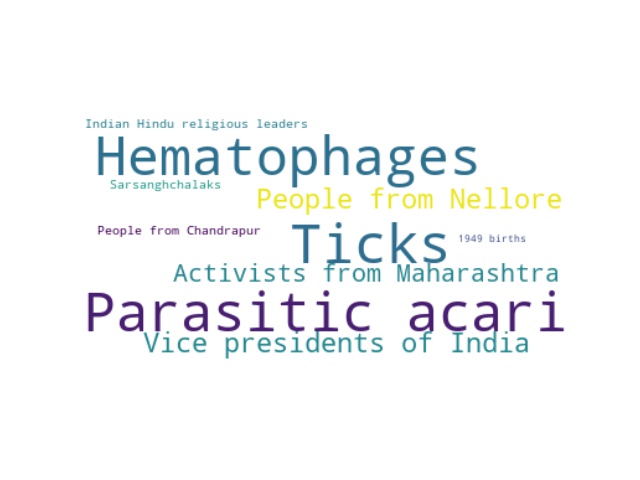 Indian Hindu religious leaders
Hematophages
Sarsanghchalaks
People from Nellore
People from Chandrapur
Ticks
1949 births
Activists from Maharashtra
Parasitic acari
Vice presidents of India